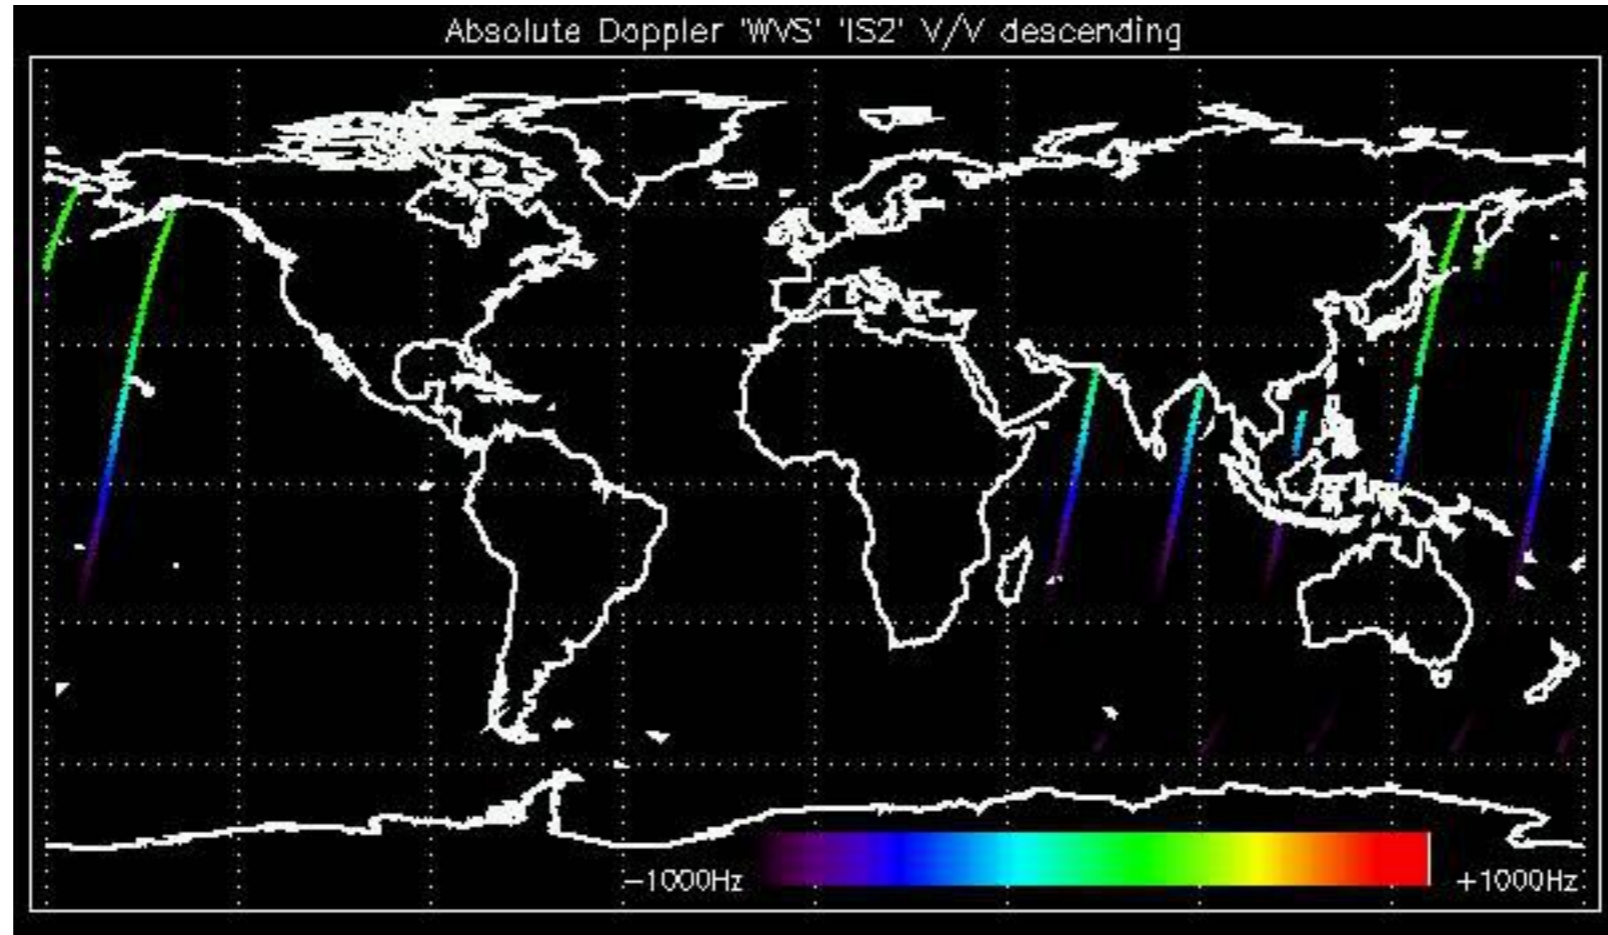 Absolute Doppler 'WVS' 'IS2' V/V descending
−1000Hz
+1000Hz